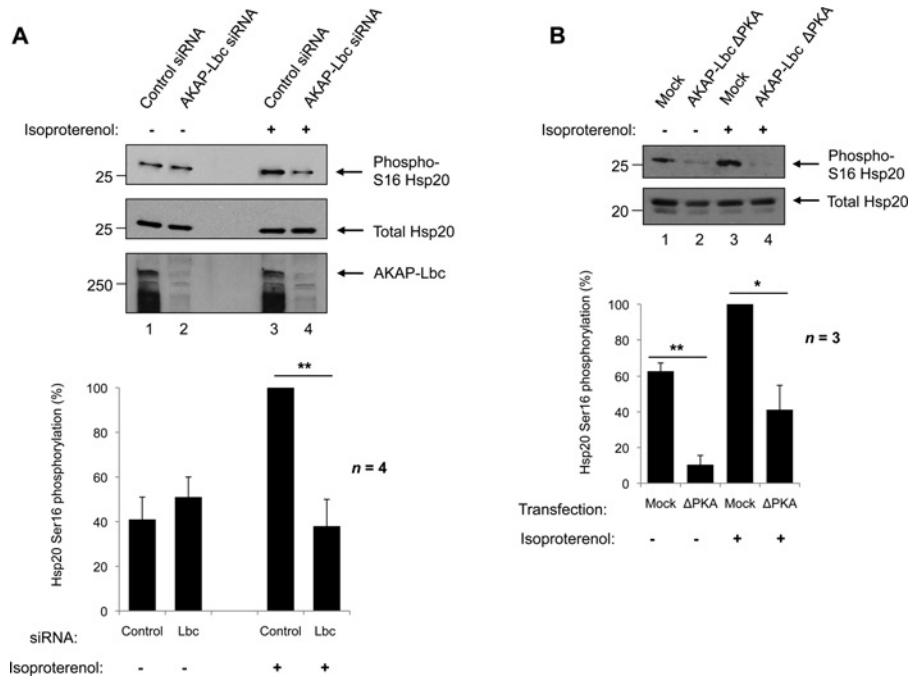 A
Control siRNA
AKAP-Lbc siRNA
Control siRNA
AKAP-Lbc siRNA
Isoproterenol: - - + +
25
Phospho-
S16 Hsp20
25
Total Hsp20
250
AKAP-Lbc
1 2 3 4
Hsp20 Ser16 phosphorylation (%)
100
80
60
40
20
0
**
n = 4
siRNA: Control Lbc Control Lbc
Isoproterenol: - - + +
B
Mock
AKAP-Lbc ΔPKA
Mock
AKAP-Lbc ΔPKA
Isoproterenol: - - + +
25
Phospho-
S16 Hsp20
20
Total Hsp20
1 2 3 4
Hsp20 Ser16 phosphorylation (%)
100
80
60
40
20
0
**
*
n = 3
Transfection: Mock ΔPKA Mock ΔPKA
Isoproterenol: - - + +